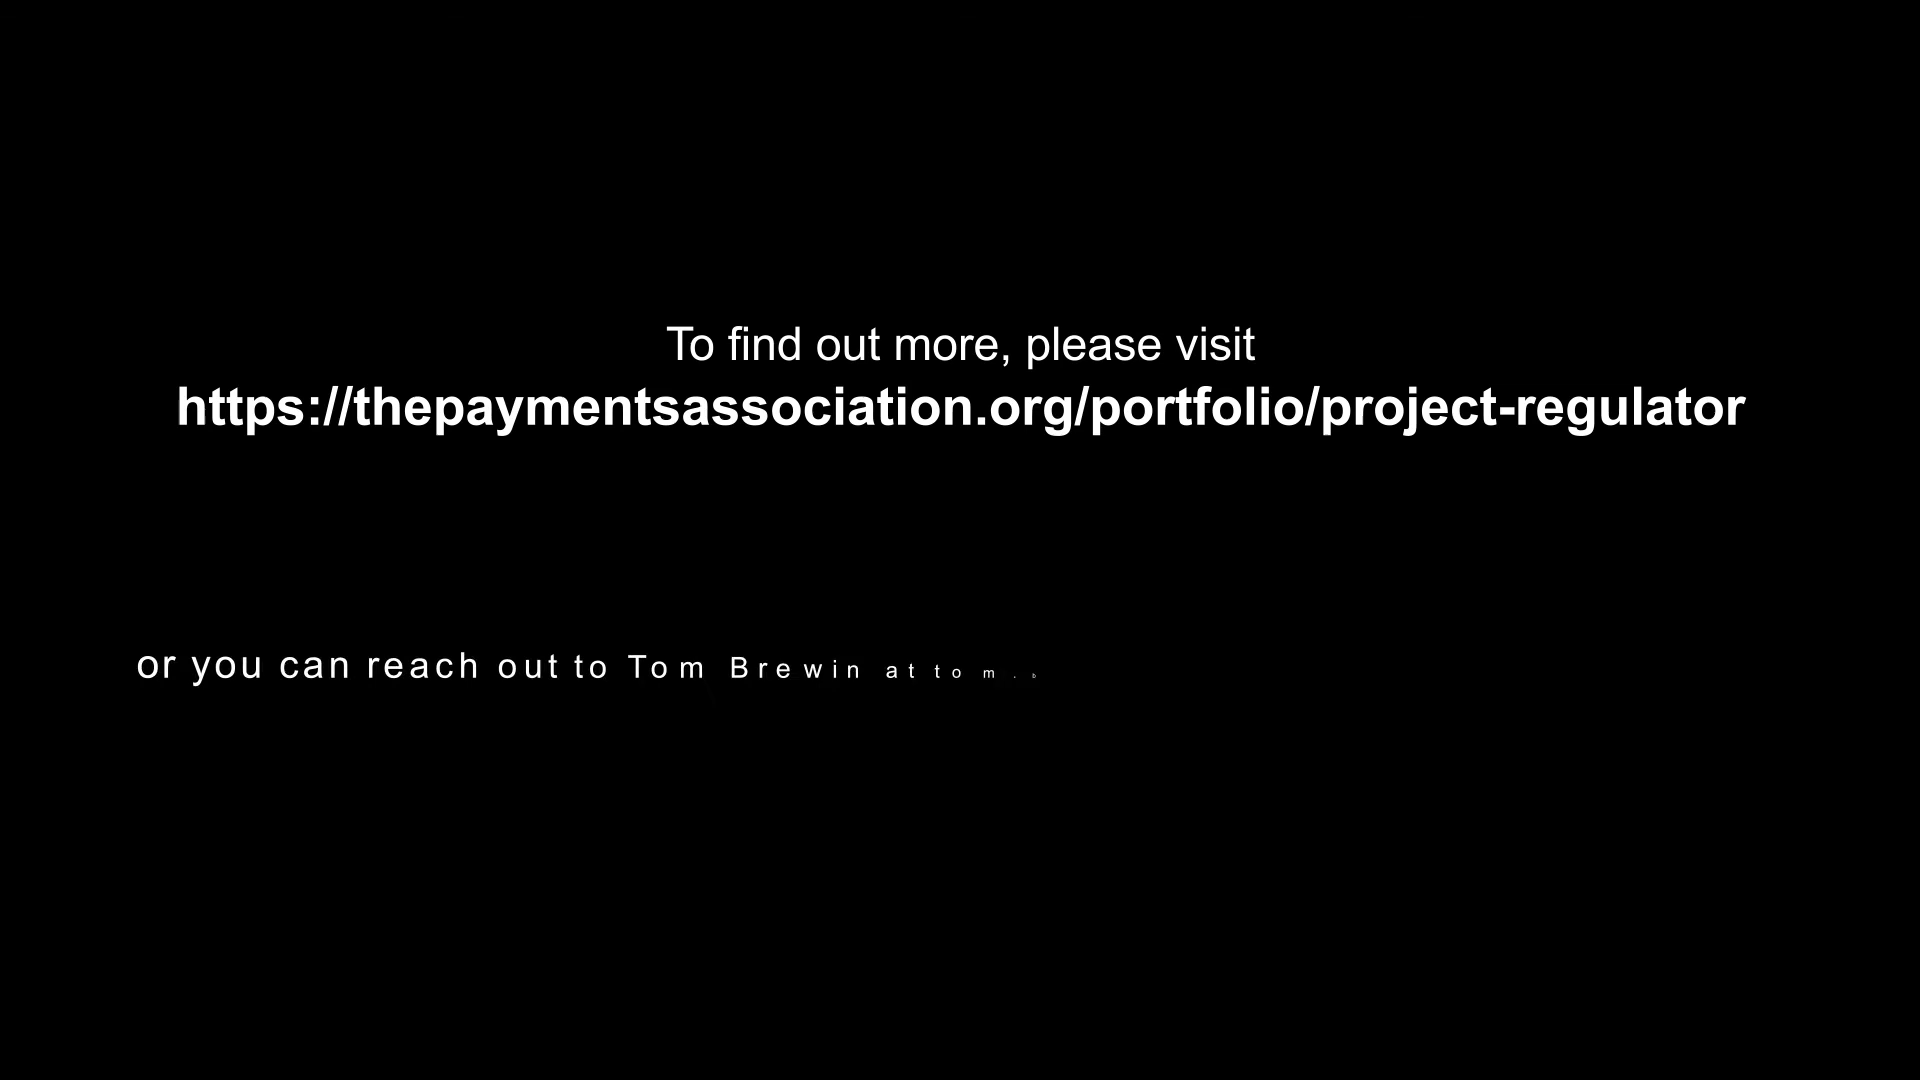 To find out more, please visit
https://thepaymentsassociation.org/portfolio/project-regulator
or you can reach out to Tom Brewin at tom.b